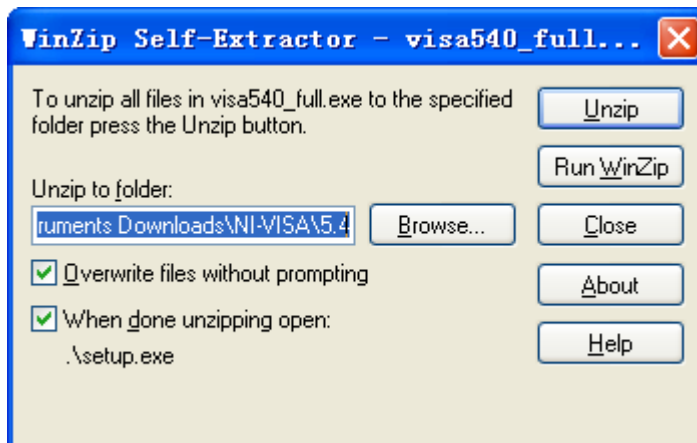 WinZip Self-Extractor - visa540_full...
To unzip all files in visa540_full.exe to the specified
folder press the Unzip button.
Unzip
Run WinZip
Unzip to folder:
ruments Downloads\NI-VISA\5.4
Browse...
Close
Overwrite files without prompting
About
When done unzipping open:
.\setup.exe
Help